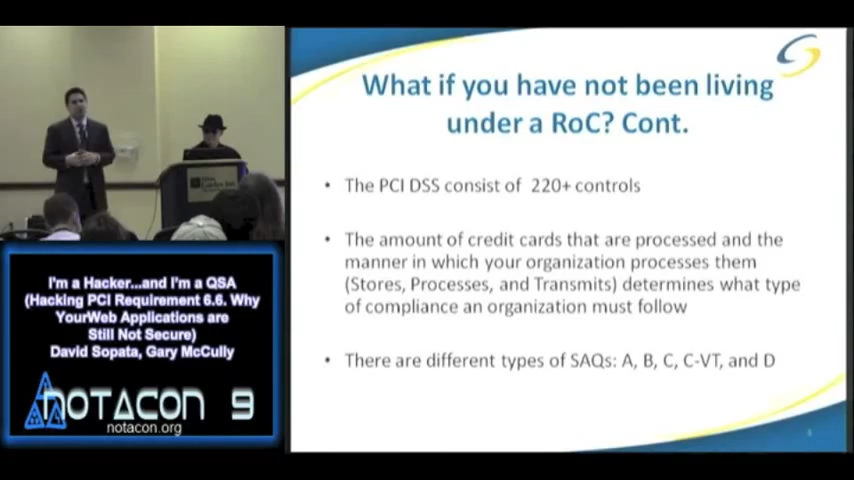 What if you have not been living
under a RoC? Cont.
• The PCI DSS consist of 220+ controls
• The amount of credit cards that are processed and the
manner in which your organization processes them
(Stores, Processes, and Transmits) determines what type
of compliance an organization must follow
• There are different types of SAQs: A, B, C, C-VT, and D
I'm a Hacker...and I'm a QSA
(Hacking PCI Requirement 6.6. Why
YourWeb Applications are
Still Not Secure)
David Sopata, Gary McCully
NOTACON 9
notacon.org